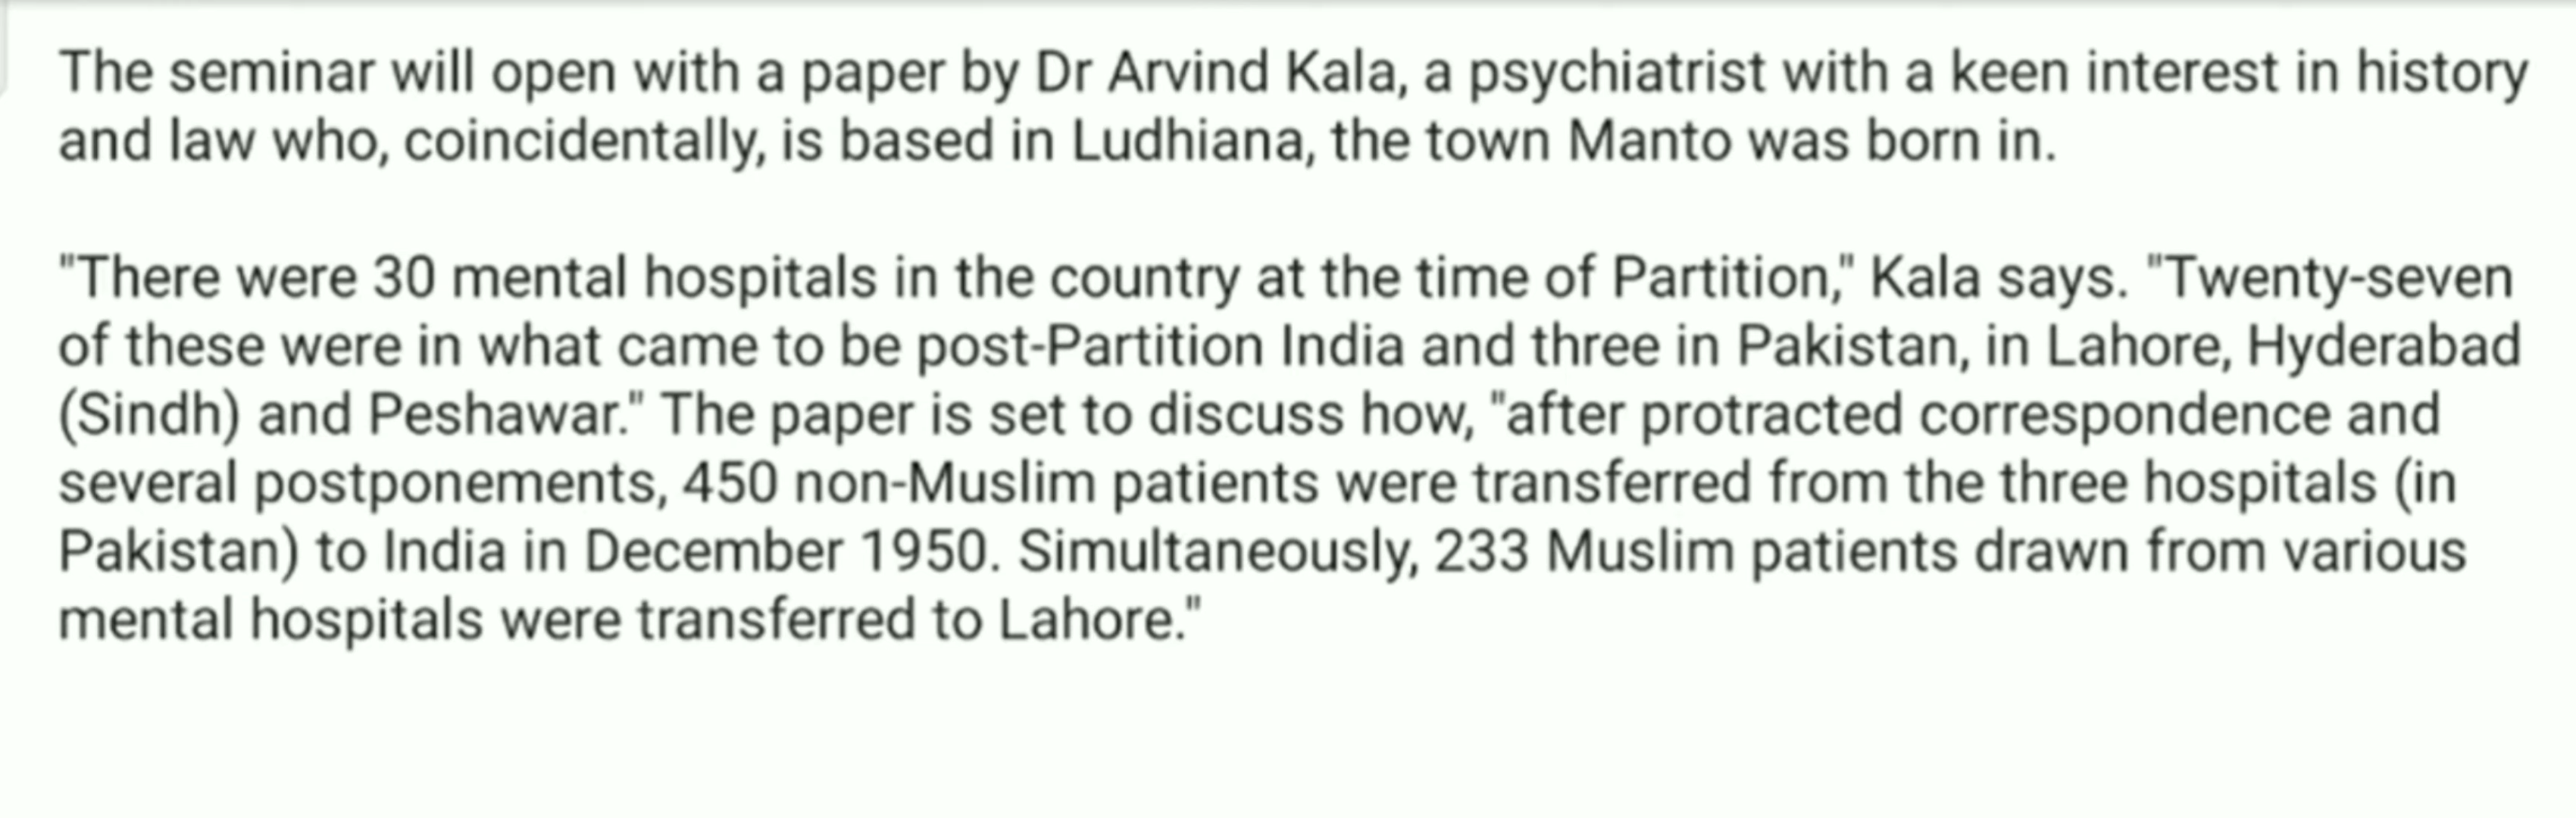 The seminar will open with a paper by Dr Arvind Kala, a psychiatrist with a keen interest in history
and law who, coincidentally, is based in Ludhiana, the town Manto was born in.
"There were 30 mental hospitals in the country at the time of Partition," Kala says. "Twenty-seven
of these were in what came to be post-Partition India and three in Pakistan, in Lahore, Hyderabad
(Sindh) and Peshawar." The paper is set to discuss how, "after protracted correspondence and
several postponements, 450 non-Muslim patients were transferred from the three hospitals (in
Pakistan) to India in December 1950. Simultaneously, 233 Muslim patients drawn from various
mental hospitals were transferred to Lahore."